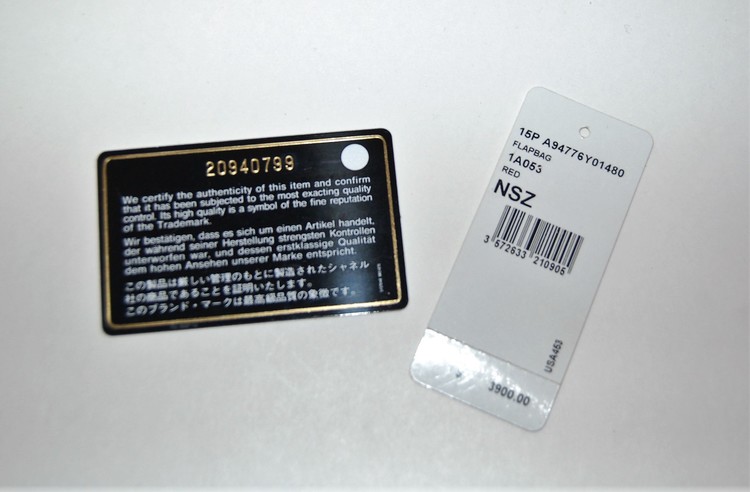 20940799
We certify the authenticity of this item and confirm
that it has been subjected to the most exacting quality
control. Its high quality is a symbol of the fine reputation
of the Trademark.
Wir bestätigen, dass es sich um einen Artikel handelt,
der während seiner Herstellung strengsten Kontrollen
unterworfen war, und dessen erstklassige Qualität
dem hohen Ansehen unserer Marke entspricht.
この製品は厳しい管理のもとに製造されたシャネル
社の商品であることを証明いたします。
このブランド・マークは最高級品質の象徴です。
15P A94776Y01480
FLAPBAG
1A053
RED
NSZ
3 572633 210906
USA453
3900.00